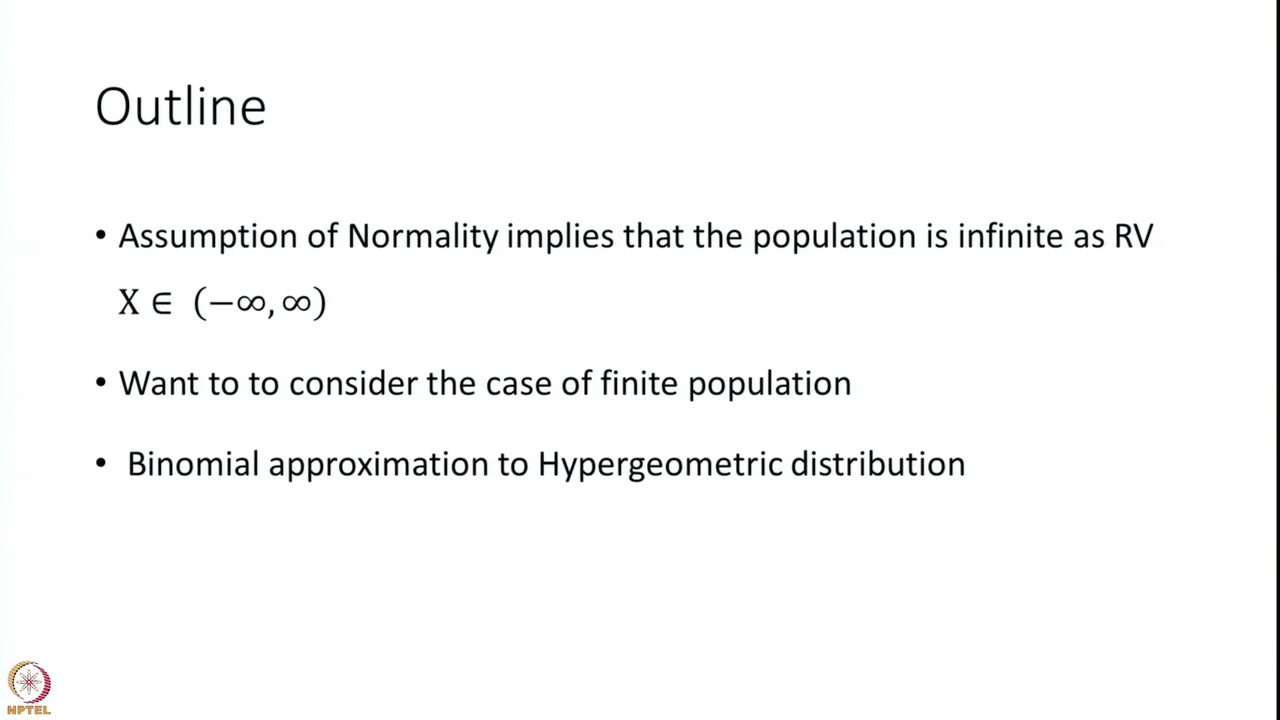 Outline
• Assumption of Normality implies that the population is infinite as RV
X ∈ (−∞, ∞)
• Want to to consider the case of finite population
• Binomial approximation to Hypergeometric distribution
NPTEL